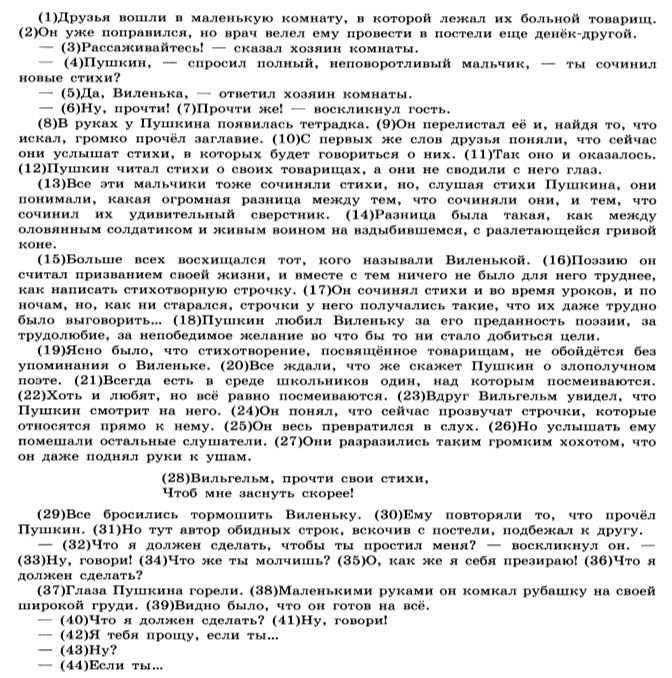 (1)Друзья вошли в маленькую комнату, в которой лежал их больной товарищ.
(2)Он уже поправился, но врач велел ему провести в постели еще денёк-другой.
— (3)Рассаживайтесь! — сказал хозяин комнаты.
— (4)Пушкин, — спросил полный, неповоротливый мальчик, — ты сочинил
новые стихи?
— (5)Да, Виленька, — ответил хозяин комнаты.
— (6)Ну, прочти! (7)Прочти же! — воскликнул гость.
(8)В руках у Пушкина появилась тетрадка. (9)Он перелистал её и, найдя то, что
искал, громко прочёл заглавие. (10)С первых же слов друзья поняли, что сейчас
они услышат стихи, в которых будет говориться о них. (11)Так оно и оказалось.
(12)Пушкин читал стихи о своих товарищах, а они не сводили с него глаз.
(13)Все эти мальчики тоже сочиняли стихи, но, слушая стихи Пушкина, они
понимали, какая огромная разница между тем, что сочиняли они, и тем, что
сочинил их удивительный сверстник. (14)Разница была такая, как между
оловянным солдатиком и живым воином на вздыбившемся, с разлетающейся гривой
коне.
(15)Больше всех восхищался тот, кого называли Виленькой. (16)Поэзию он
считал призванием своей жизни, и вместе с тем ничего не было для него труднее,
как написать стихотворную строчку. (17)Он сочинял стихи и во время уроков, и по
ночам, но, как ни старался, строчки у него получались такие, что их даже трудно
было выговорить... (18)Пушкин любил Виленьку за его преданность поэзии, за
трудолюбие, за непобедимое желание во что бы то ни стало добиться цели.
(19)Ясно было, что стихотворение, посвящённое товарищам, не обойдётся без
упоминания о Виленьке. (20)Все ждали, что же скажет Пушкин о злополучном
поэте. (21)Всегда есть в среде школьников один, над которым посмеиваются.
(22)Хоть и любят, но всё равно посмеиваются. (23)Вдруг Вильгельм увидел, что
Пушкин смотрит на него. (24)Он понял, что сейчас прозвучат строчки, которые
относятся прямо к нему. (25)Он весь превратился в слух. (26)Но услышать ему
помешали остальные слушатели. (27)Они разразились таким громким хохотом, что
он даже поднял руки к ушам.
(28)Вильгельм, прочти свои стихи,
Чтоб мне заснуть скорее!
(29)Все бросились тормошить Виленьку. (30)Ему повторяли то, что прочёл
Пушкин. (31)Но тут автор обидных строк, вскочив с постели, подбежал к другу.
— (32)Что я должен сделать, чтобы ты простил меня? — воскликнул он. —
(33)Ну, говори! (34)Что же ты молчишь? (35)О, как же я себя презираю! (36)Что я
должен сделать?
(37)Глаза Пушкина горели. (38)Маленькими руками он комкал рубашку на своей
широкой груди. (39)Видно было, что он готов на всё.
— (40)Что я должен сделать? (41)Ну, говори!
— (42)Я тебя прощу, если ты...
— (43)Ну?
— (44)Если ты...